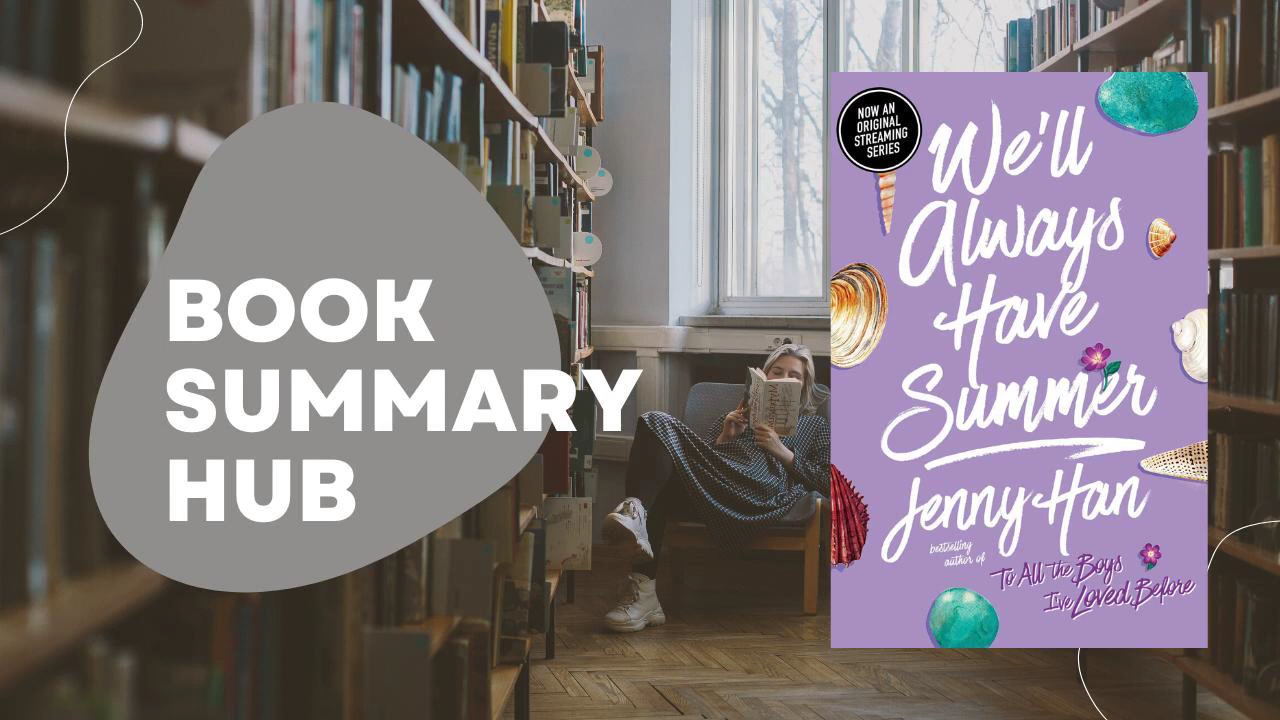 BOOK
SUMMARY
HUB
NOW AN
ORIGINAL
STREAMING
SERIES
We'll
Always
Have
Summer
Jenny Han
bestselling
author of
To All the Boys
I've Loved Before